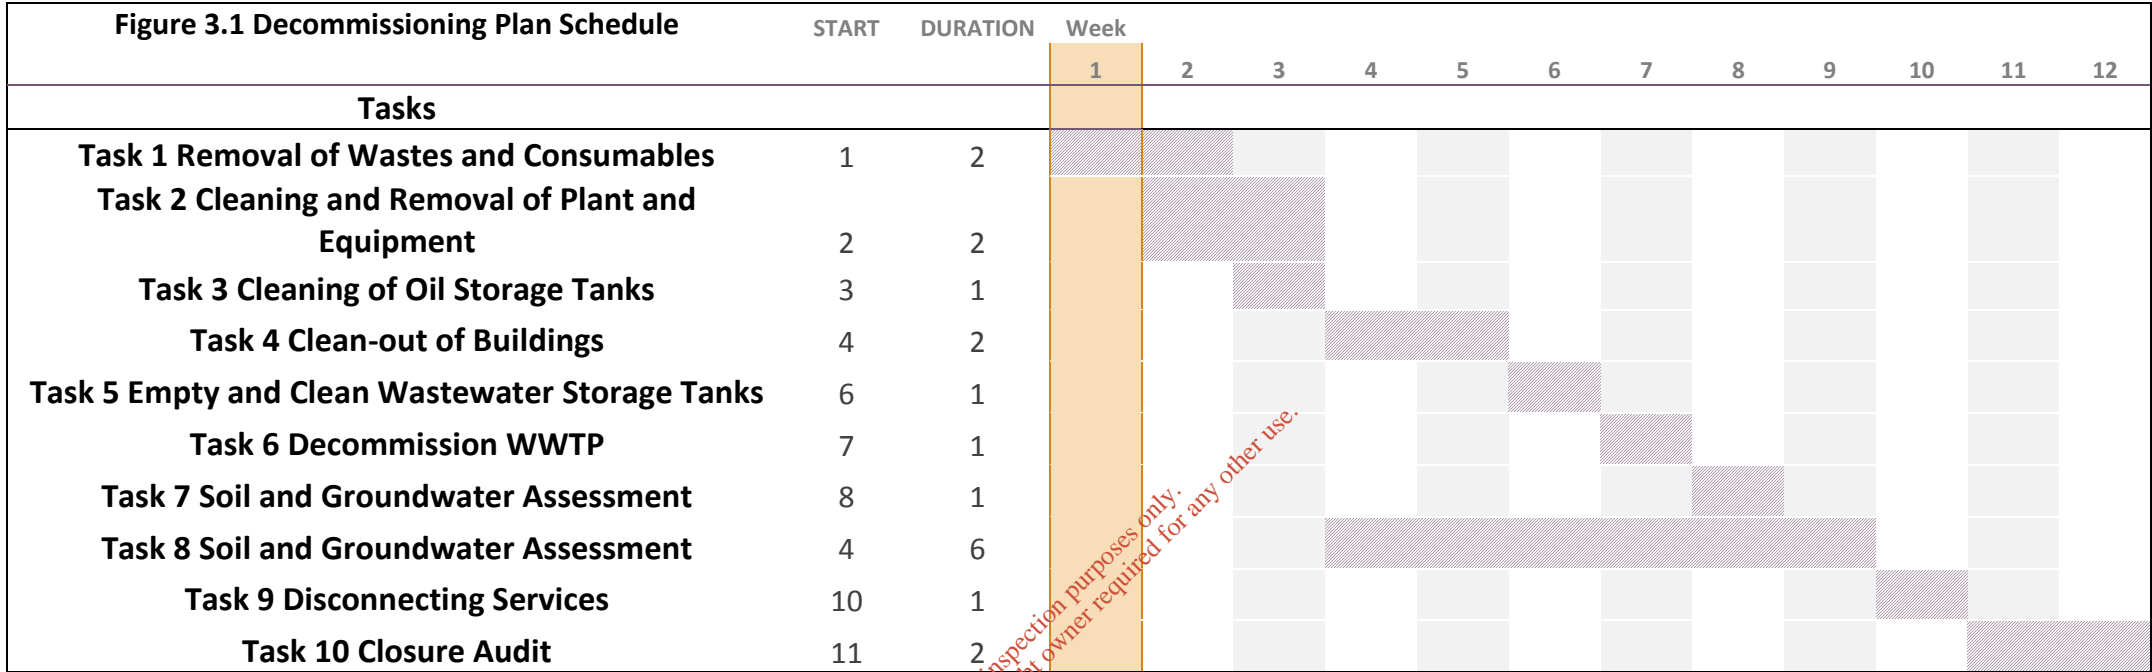 Figure 3.1 Decommissioning Plan Schedule START DURATION Week
1 2 3 4 5 6 7 8 9 10 11 12
Tasks
Task 1 Removal of Wastes and Consumables 1 2
Task 2 Cleaning and Removal of Plant and
Equipment 2 2
Task 3 Cleaning of Oil Storage Tanks 3 1
Task 4 Clean-out of Buildings 4 2
Task 5 Empty and Clean Wastewater Storage Tanks 6 1
Task 6 Decommission WWTP 7 1
Task 7 Soil and Groundwater Assessment 8 1
Task 8 Soil and Groundwater Assessment 4 6
Task 9 Disconnecting Services 10 1
Task 10 Closure Audit 11 2
inspection purposes only.
owner required for any other use.